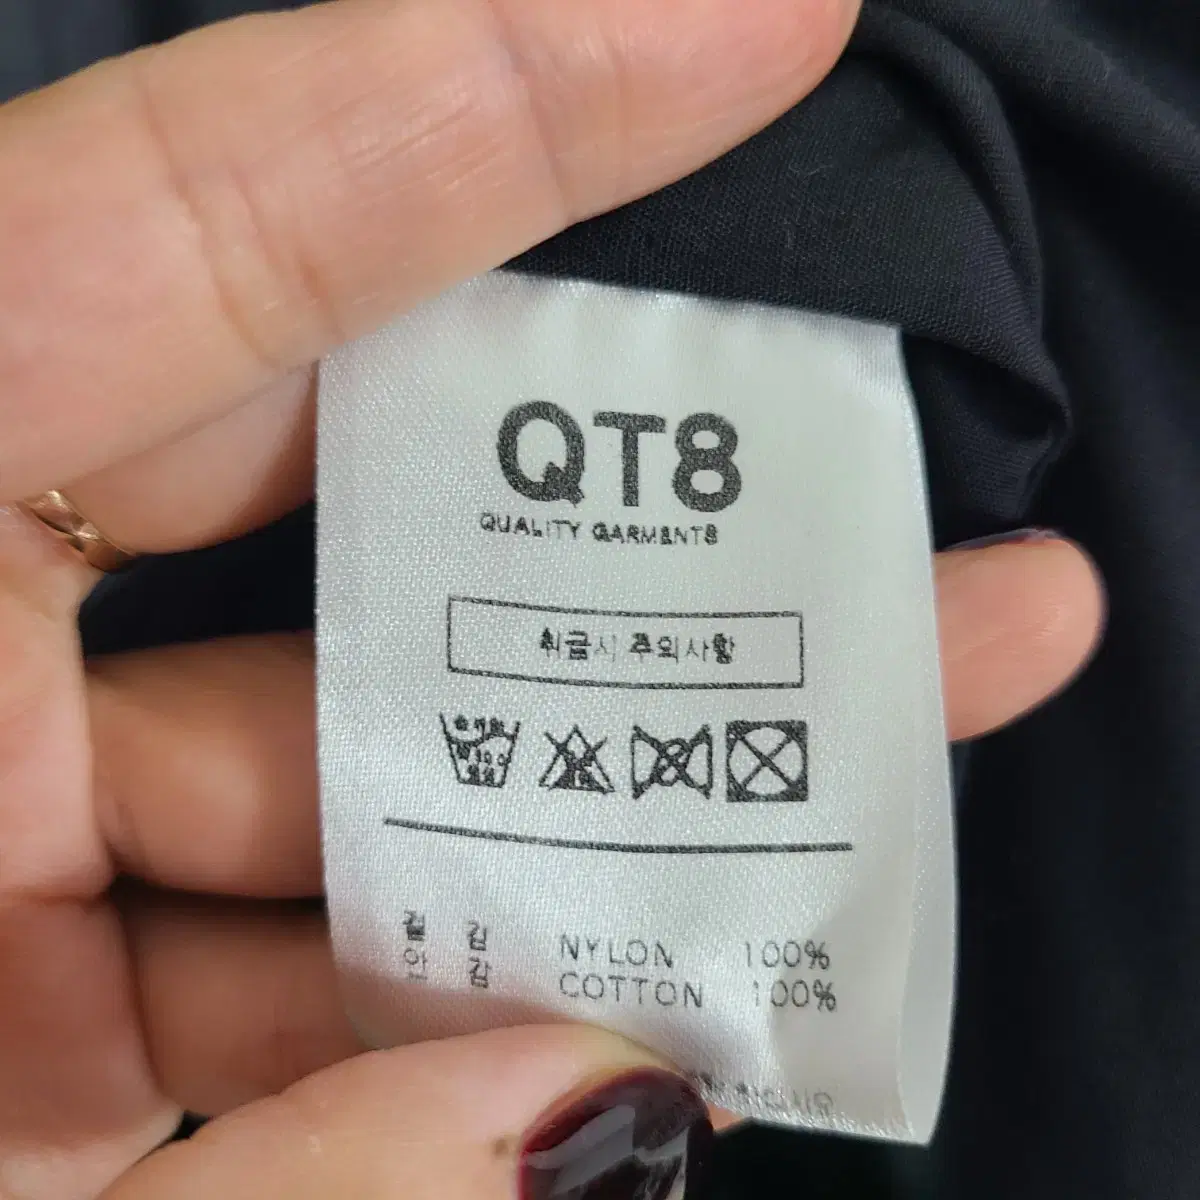 QT8
QUALITY GARMENTS
취급시 주의사항
겉 감 NYLON 100%
안 감 COTTON 100%